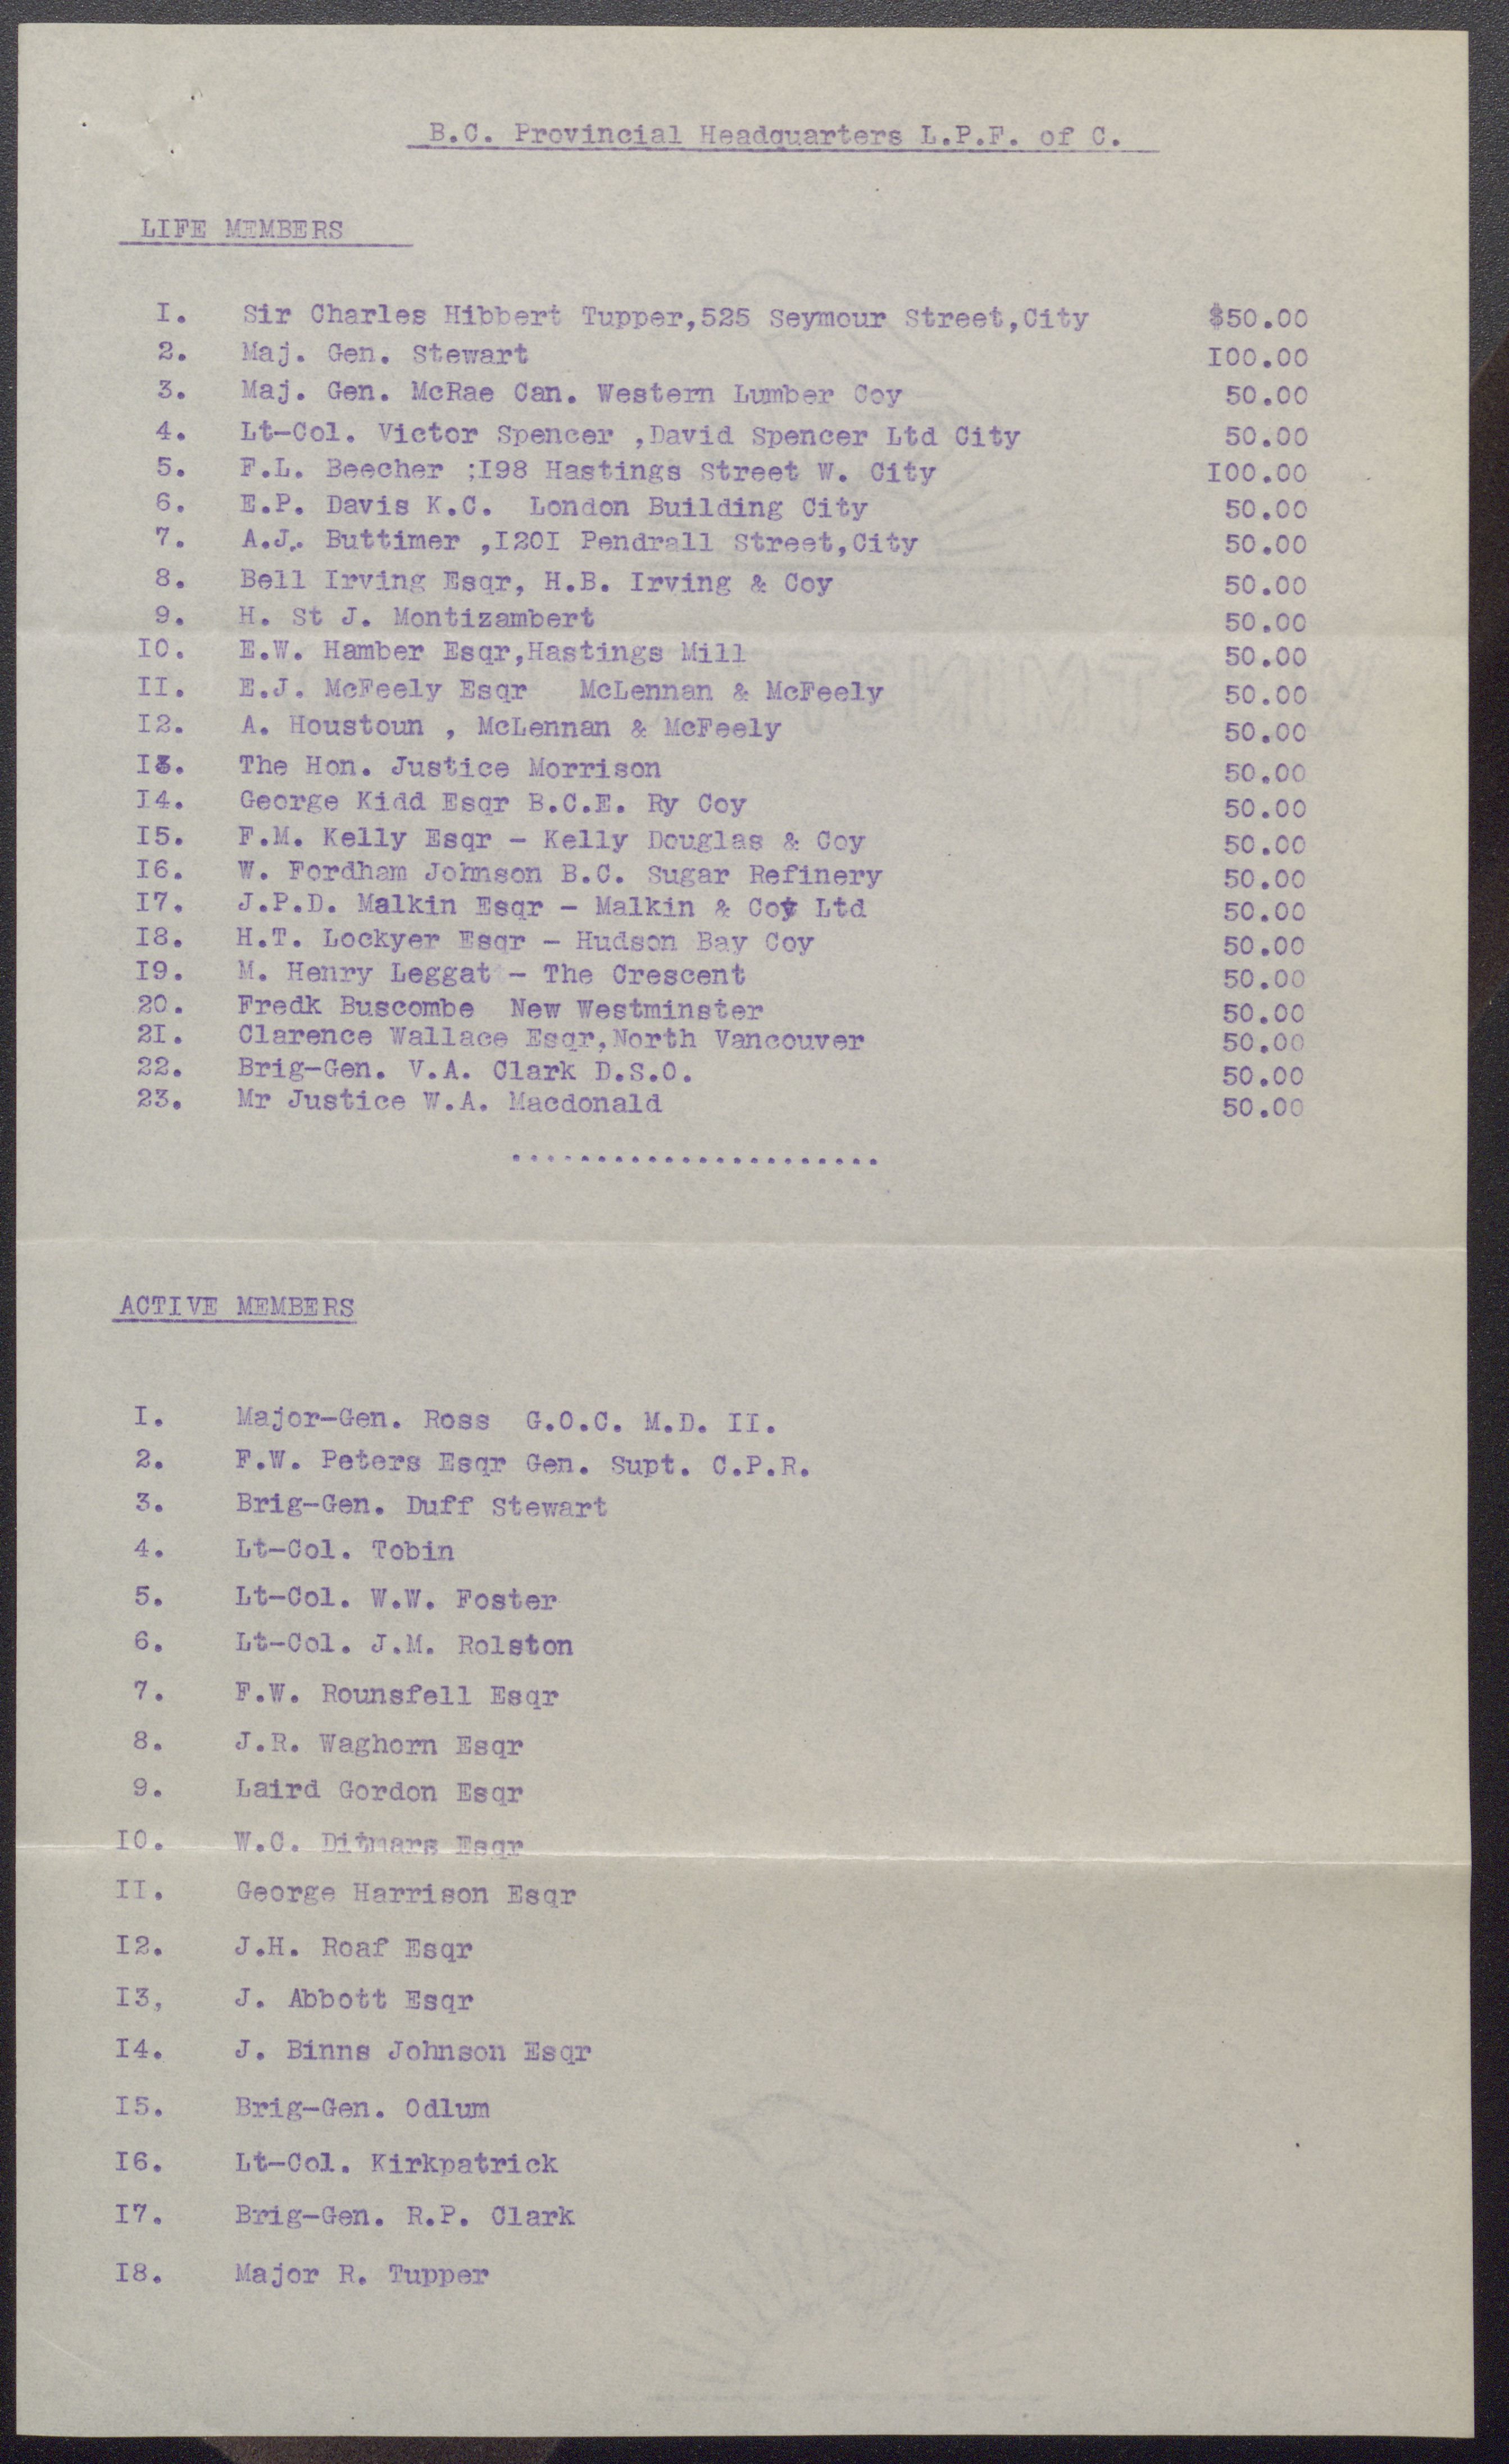 B.C. Provincial Headquarters L.P.F. of C.
LIFE MEMBERS
I. Sir Charles Hibbert Tupper,525 Seymour Street,City $50.00
2. Maj. Gen. Stewart I00.00
3. Maj. Gen. McRae Can. Western Lumber Coy 50.00
4. Lt-Col. Victor Spencer ,David Spencer Ltd City 50.00
5. F.L. Beecher ;I98 Hastings Street W. City I00.00
6. E.P. Davis K.C. London Building City 50.00
7. A.J. Buttimer ,I20I Pendrall Street,City 50.00
8. Bell Irving Esqr, H.B. Irving & Coy 50.00
9. H. St J. Montizambert 50.00
I0. E.W. Hamber Esqr,Hastings Mill 50.00
II. E.J. McFeely Esqr McLennan & McFeely 50.00
I2. A. Houstoun , McLennan & McFeely 50.00
I3. The Hon. Justice Morrison 50.00
I4. George Kidd Esqr B.C.E. Ry Coy 50.00
I5. F.M. Kelly Esqr - Kelly Douglas & Coy 50.00
I6. W. Fordham Johnson B.C. Sugar Refinery 50.00
I7. J.P.D. Malkin Esqr - Malkin & Coy Ltd 50.00
I8. H.T. Lockyer Esqr - Hudson Bay Coy 50.00
I9. M. Henry Leggat - The Crescent 50.00
20. Fredk Buscombe New Westminster 50.00
2I. Clarence Wallace Esqr,North Vancouver 50.00
22. Brig-Gen. V.A. Clark D.S.O. 50.00
23. Mr Justice W.A. Macdonald 50.00
......................
ACTIVE MEMBERS
I. Major-Gen. Ross G.O.C. M.D. II.
2. F.W. Peters Esqr Gen. Supt. C.P.R.
3. Brig-Gen. Duff Stewart
4. Lt-Col. Tobin
5. Lt-Col. W.W. Foster
6. Lt-Col. J.M. Rolston
7. F.W. Rounsfell Esqr
8. J.R. Waghorn Esqr
9. Laird Gordon Esqr
I0. W.C. Ditmars Esqr
II. George Harrison Esqr
I2. J.H. Roaf Esqr
I3, J. Abbott Esqr
I4. J. Binns Johnson Esqr
I5. Brig-Gen. Odlum
I6. Lt-Col. Kirkpatrick
I7. Brig-Gen. R.P. Clark
I8. Major R. Tupper